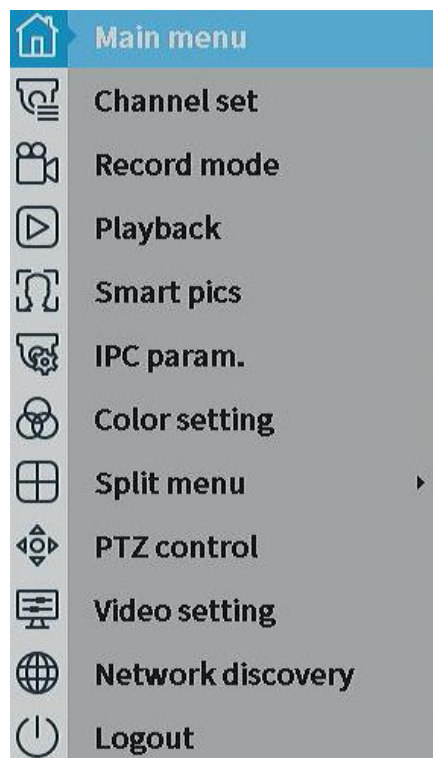 Main menu
Channel set
Record mode
Playback
Smart pics
IPC param.
Color setting
Split menu
PTZ control
Video setting
Network discovery
Logout